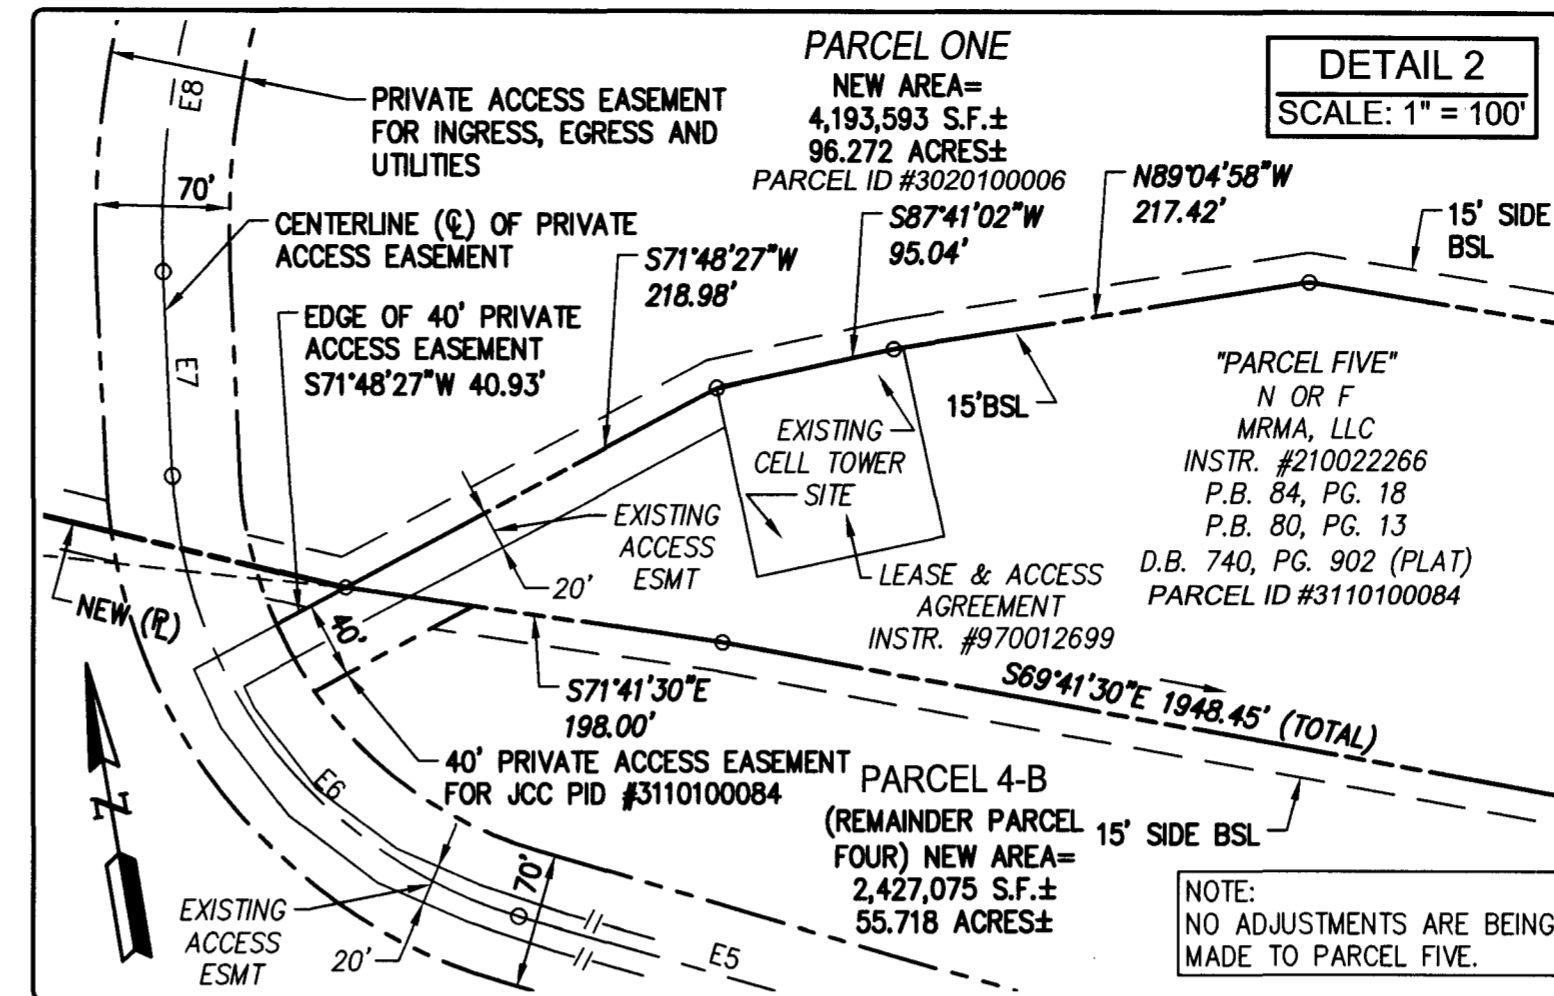 PARCEL ONE
NEW AREA=
4,193,593 S.F.±
96.272 ACRES±
PARCEL ID #3020100006
DETAIL 2
SCALE: 1" = 100'
E8
PRIVATE ACCESS EASEMENT
FOR INGRESS, EGRESS AND
UTILITIES
70'
CENTERLINE (℄) OF PRIVATE
ACCESS EASEMENT
S71°48'27"W
218.98'
S87°41'02"W
95.04'
N89°04'58"W
217.42'
15' SIDE
BSL
EDGE OF 40' PRIVATE
ACCESS EASEMENT
S71°48'27"W 40.93'
E7
15'BSL
"PARCEL FIVE"
N OR F
MRMA, LLC
INSTR. #210022266
P.B. 84, PG. 18
P.B. 80, PG. 13
D.B. 740, PG. 902 (PLAT)
PARCEL ID #3110100084
EXISTING
CELL TOWER
SITE
EXISTING
ACCESS
ESMT
20'
LEASE & ACCESS
AGREEMENT
INSTR. #970012699
NEW (PL)
40'
S71°41'30"E
198.00'
S69°41'30"E 1948.45' (TOTAL)
40' PRIVATE ACCESS EASEMENT
FOR JCC PID #3110100084
E6
PARCEL 4-B
(REMAINDER PARCEL
FOUR) NEW AREA=
2,427,075 S.F.±
55.718 ACRES±
15' SIDE BSL
N
70'
EXISTING
ACCESS
ESMT
20'
E5
NOTE:
NO ADJUSTMENTS ARE BEING
MADE TO PARCEL FIVE.